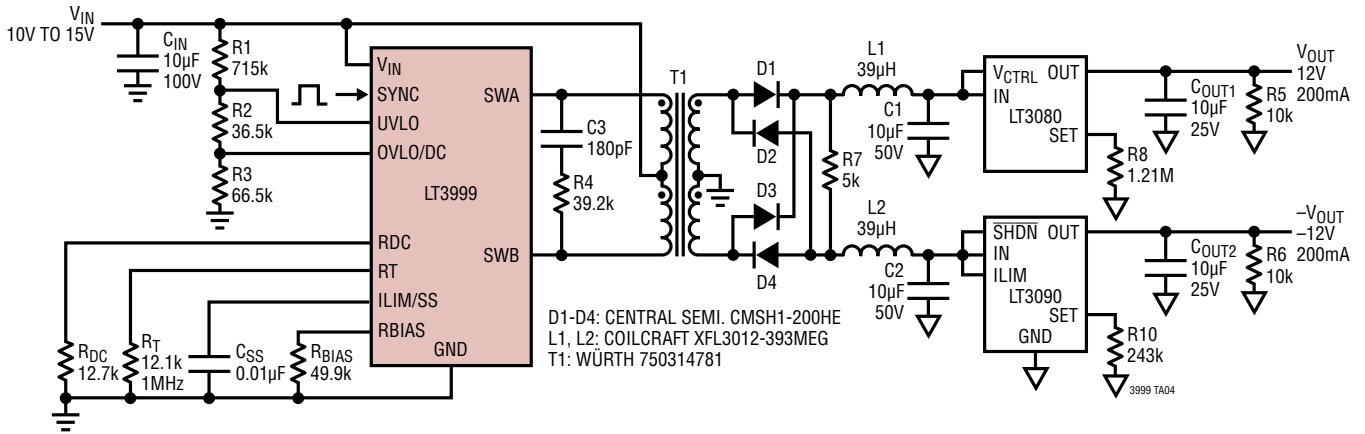 VIN
10V TO 15V
CIN
10µF
100V
R1
715k
R2
36.5k
R3
66.5k
VIN
SYNC
UVLO
OVLO/DC
LT3999
RDC
RT
ILIM/SS
RBIAS
GND
SWA
SWB
RDC
12.7k
RT
12.1k
1MHz
CSS
0.01µF
RBIAS
49.9k
C3
180pF
R4
39.2k
T1
D1
D2
D3
D4
R7
5k
L1
39µH
C1
10µF
50V
L2
39µH
C2
10µF
50V
VCTRL OUT
IN
LT3080
SET
R8
1.21M
COUT1
10µF
25V
R5
10k
VOUT
12V
200mA
SHDN OUT
IN
ILIM
LT3090
SET
GND
R10
243k
COUT2
10µF
25V
R6
10k
–VOUT
–12V
200mA
D1-D4: CENTRAL SEMI. CMSH1-200HE
L1, L2: COILCRAFT XFL3012-393MEG
T1: WÜRTH 750314781
3999 TA04